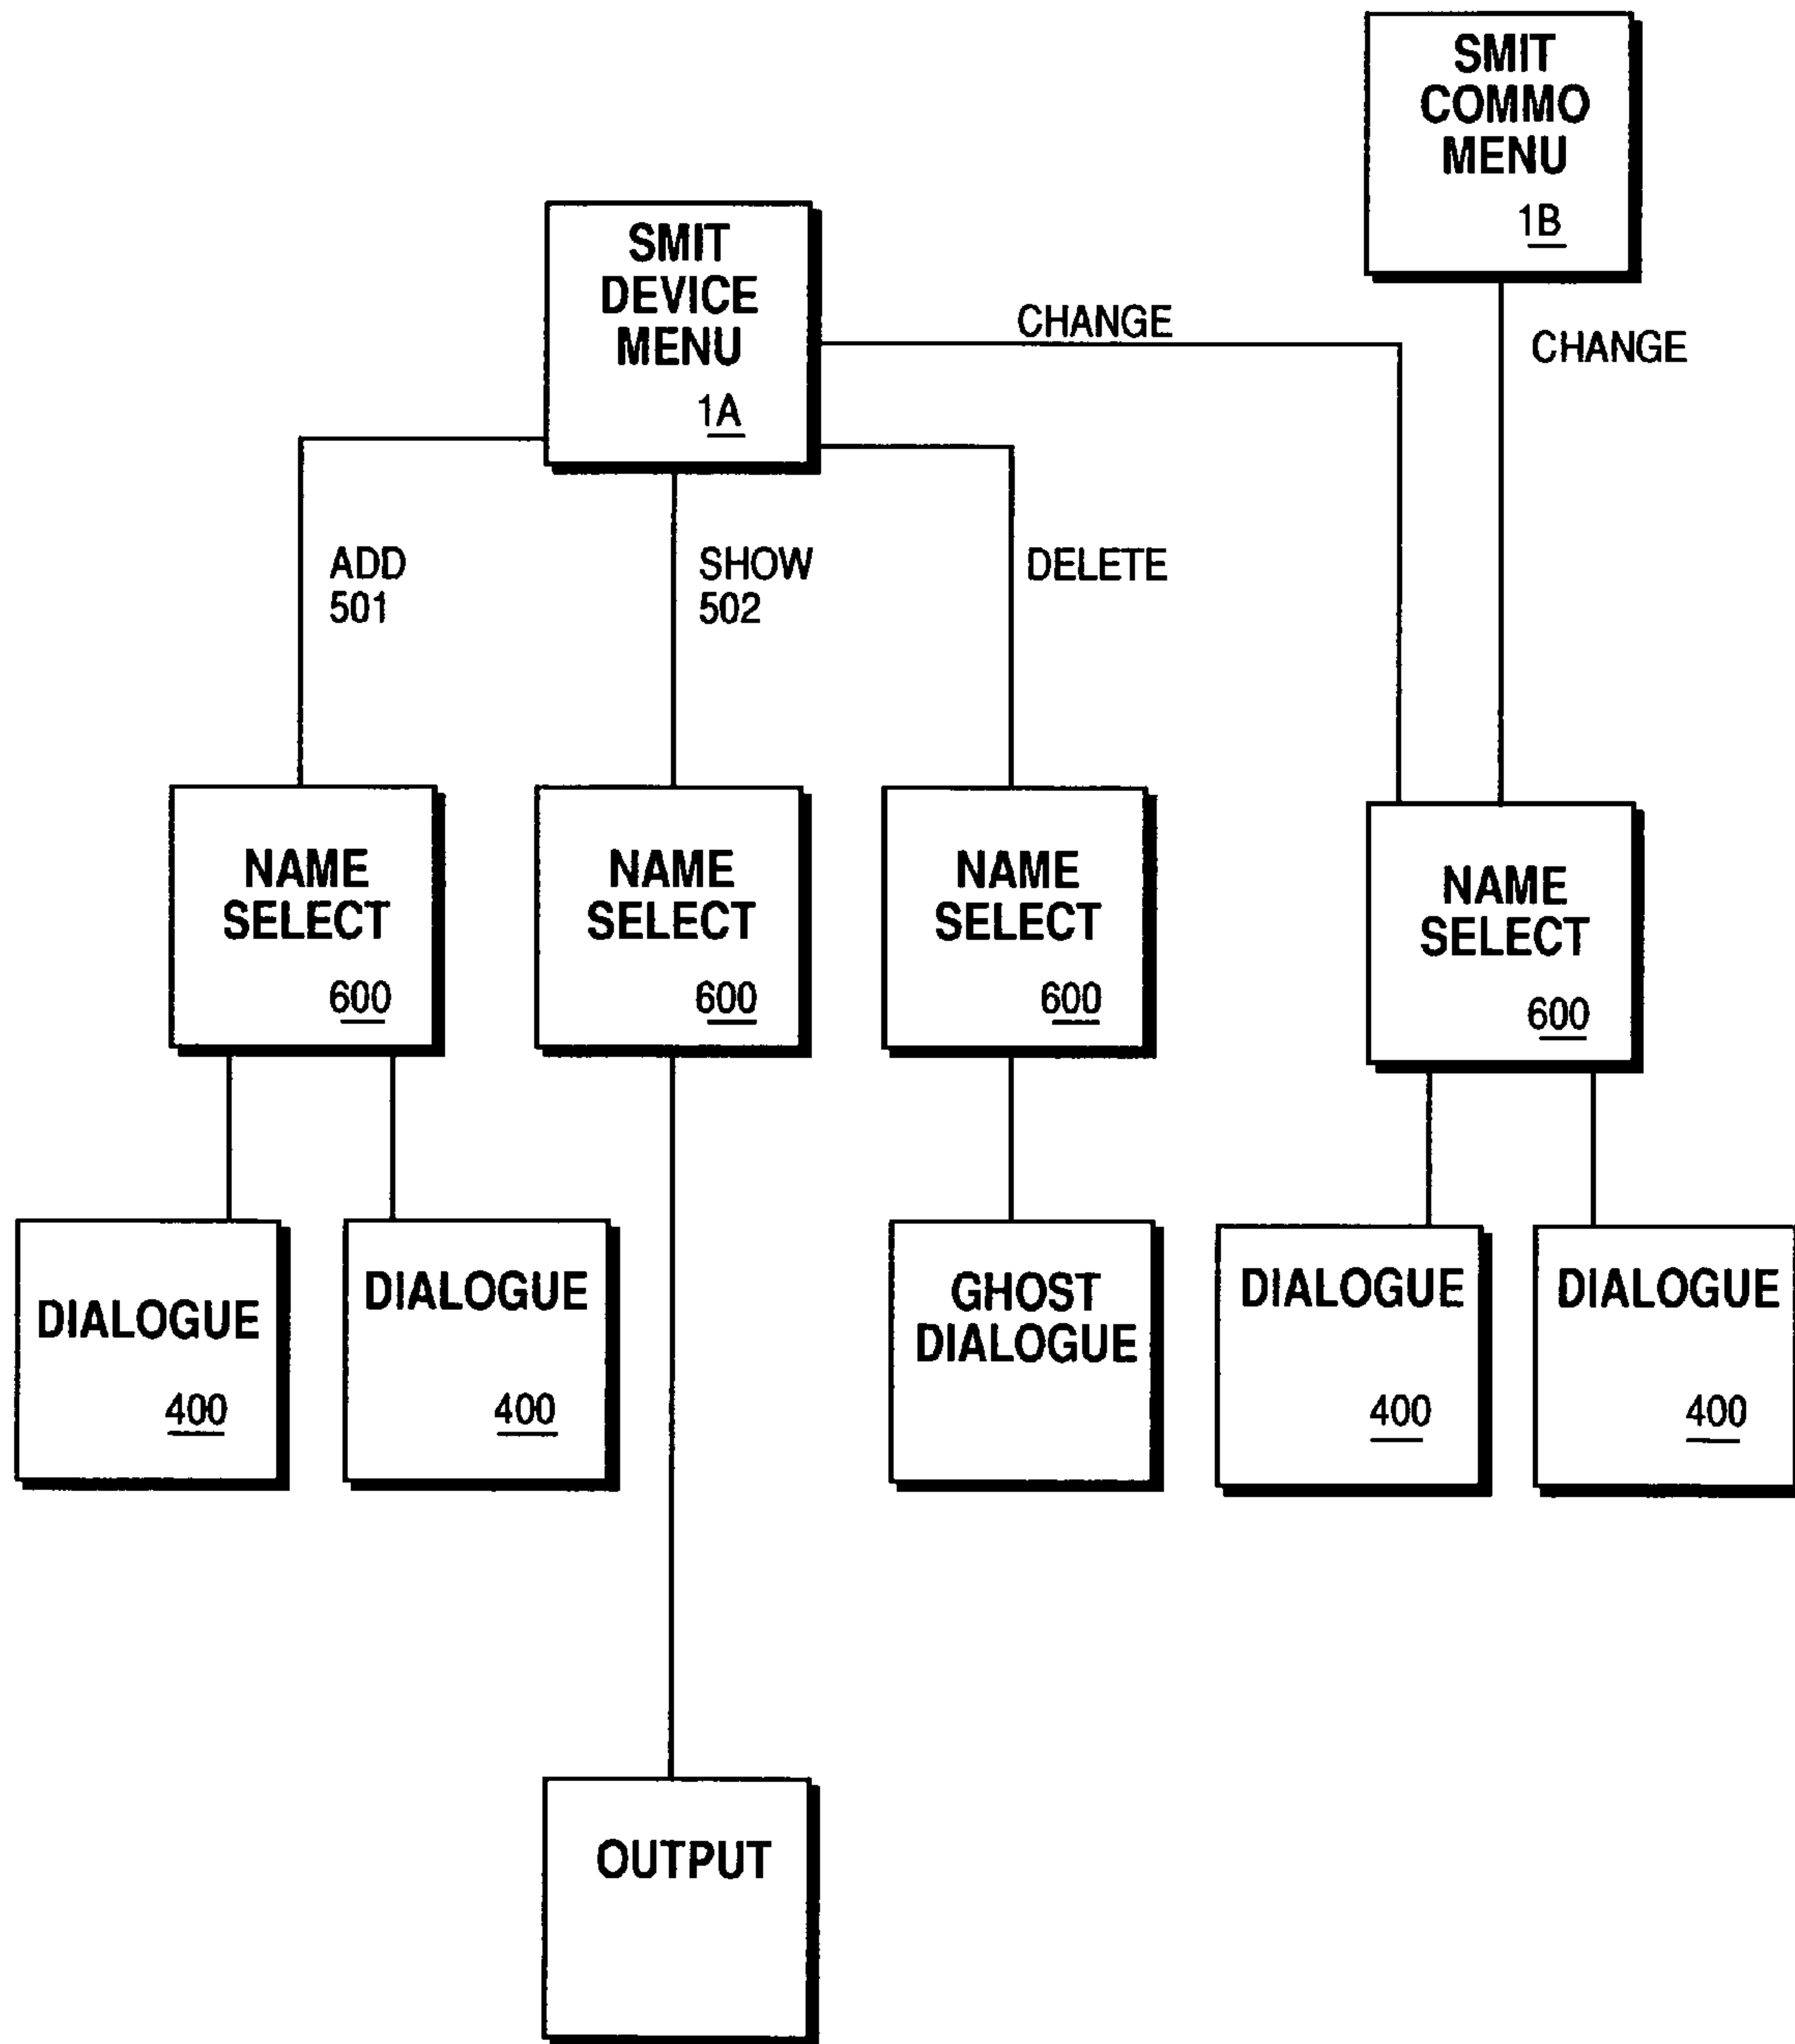 SMIT
COMMO
MENU
1B
SMIT
DEVICE
MENU
1A
CHANGE
CHANGE
ADD
501
SHOW
502
DELETE
NAME
SELECT
600
NAME
SELECT
600
NAME
SELECT
600
NAME
SELECT
600
DIALOGUE
400
DIALOGUE
400
GHOST
DIALOGUE
DIALOGUE
400
DIALOGUE
400
OUTPUT